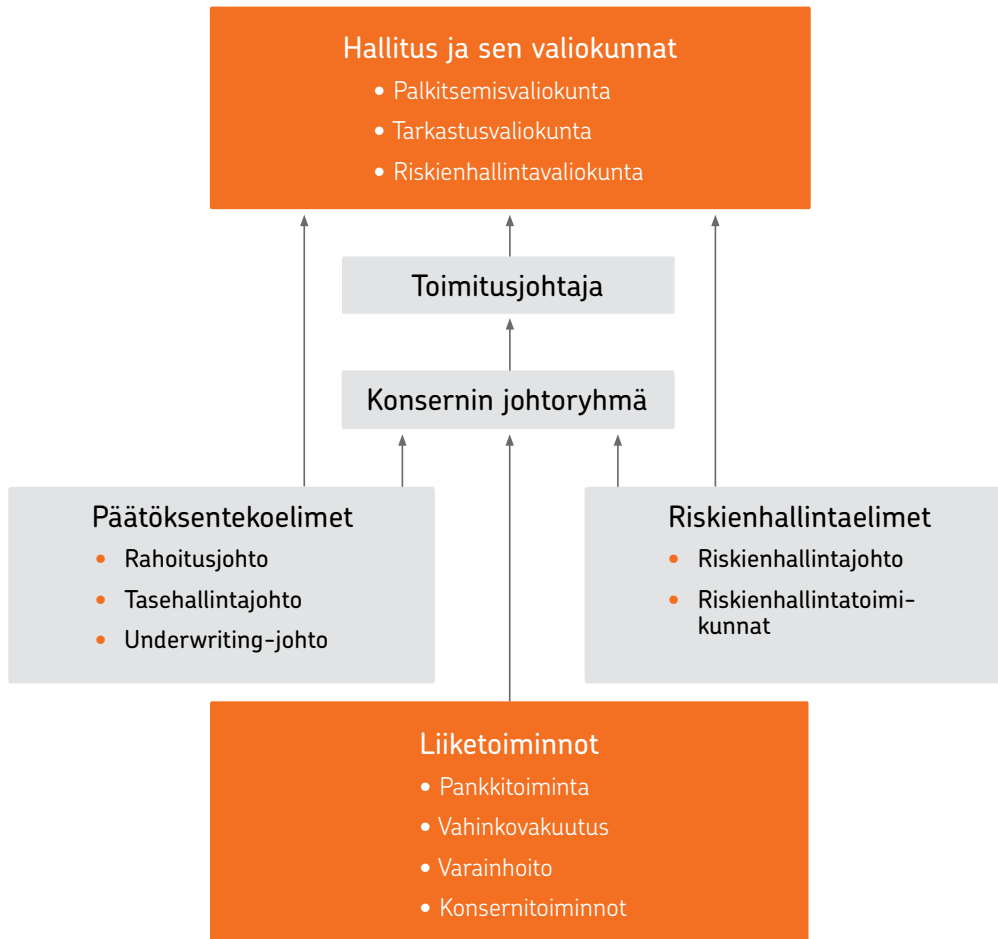 Hallitus ja sen valiokunnat
• Palkitsemisvaliokunta
• Tarkastusvaliokunta
• Riskienhallintavaliokunta
Toimitusjohtaja
Konsernin johtoryhmä
Päätöksentekoelimet
• Rahoitusjohto
• Tasehallintajohto
• Underwriting-johto
Riskienhallintaelimet
• Riskienhallintajohto
• Riskienhallintatoimi-
kunnat
Liiketoiminnot
• Pankkitoiminta
• Vahinkovakuutus
• Varainhoito
• Konsernitoiminnot